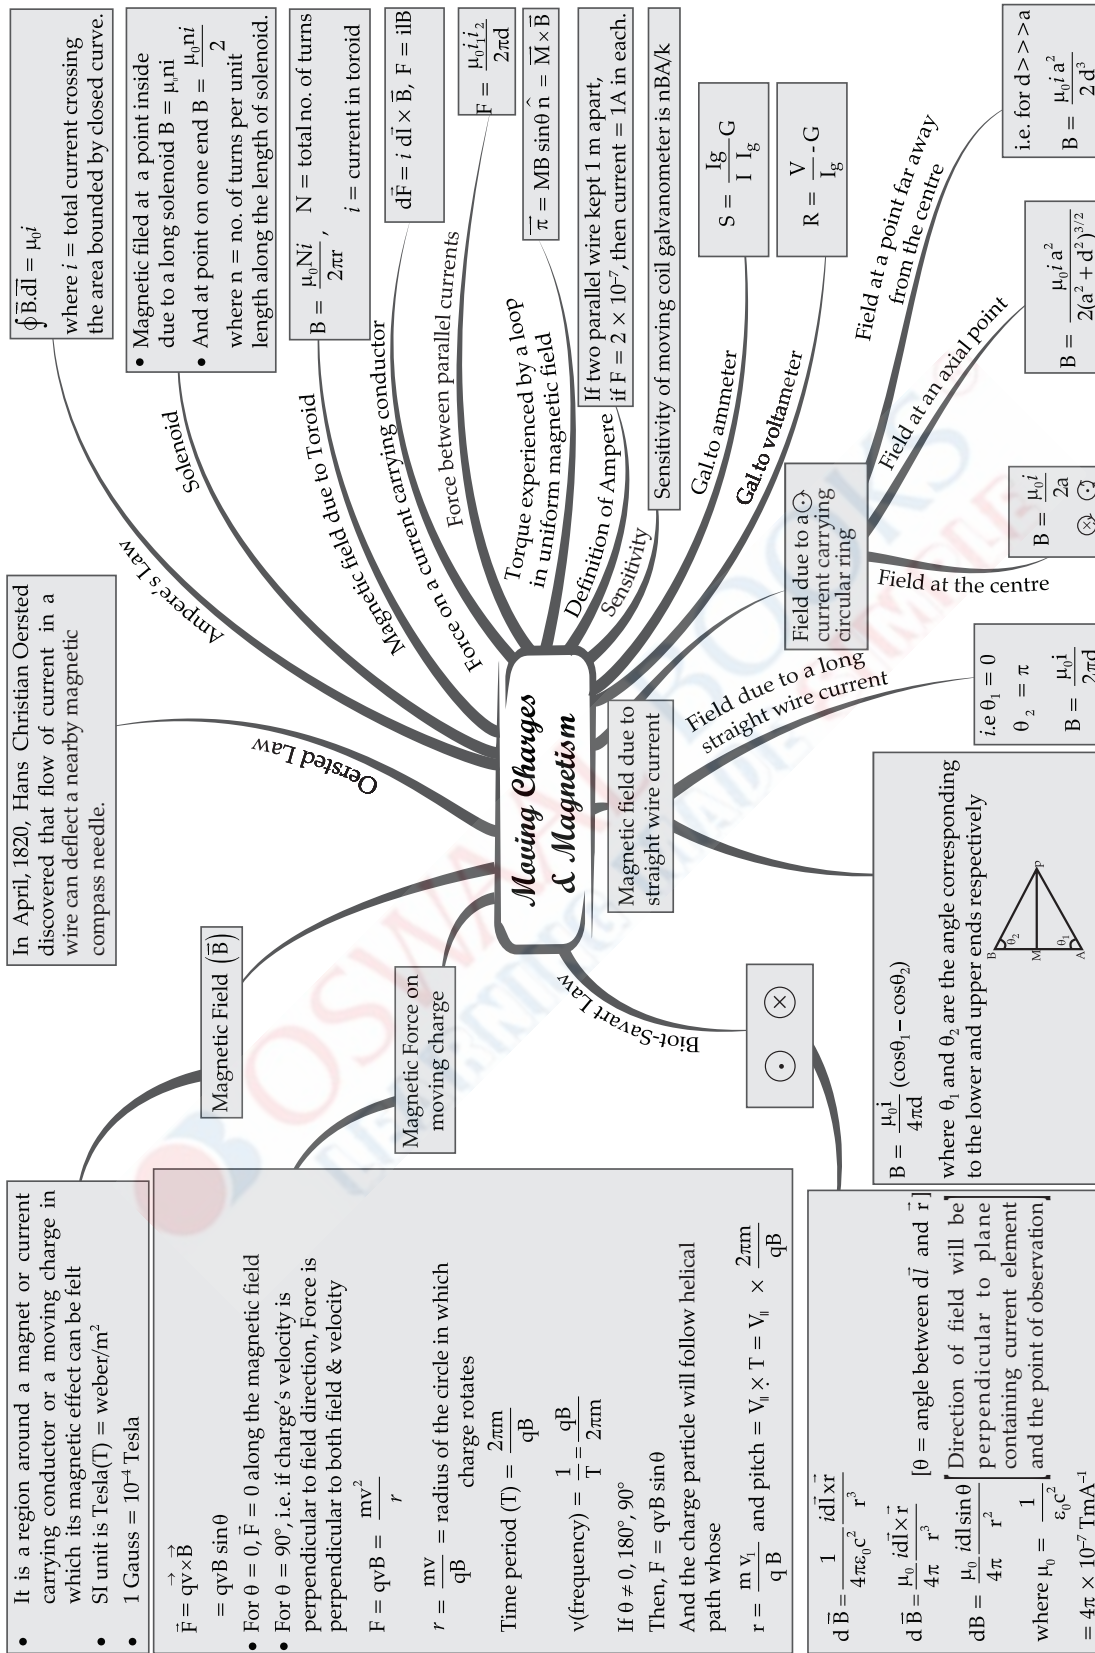 Moving Charges
& Magnetism
Oersted Law
In April, 1820, Hans Christian Oersted
discovered that flow of current in a
wire can deflect a nearby magnetic
compass needle.
Ampere's Law
∮B⃗.dl⃗ = μ₀i
where i = total current crossing
the area bounded by closed curve.
Solenoid
• Magnetic filed at a point inside
due to a long solenoid B = μ₀ni
• And at point on one end B = μ₀ni/2
where n = no. of turns per unit
length along the length of solenoid.
Magnetic field due to Toroid
B = μ₀Ni/2πr , N = total no. of turns
i = current in toroid
Force on a current carrying conductor
dF⃗ = i dl⃗ × B⃗, F = ilB
Force between parallel currents
F = μ₀i₁i₂/2πd
Torque experienced by a loop
in uniform magnetic field
π⃗ = MB sinθ n̂ = M⃗ × B⃗
Definition of Ampere
If two parallel wire kept 1 m apart,
if F = 2 × 10⁻⁷, then current = 1A in each.
Sensitivity
Sensitivity of moving coil galvanometer is nBA/k
Gal.to ammeter
S = Ig/I Ig G
Gal.to voltameter
R = V/Ig - G
Field due to a⊙
current carrying
circular ring
Field at a point far away
from the centre
i.e. for d>>>a
B = μ₀i a²/2 d³
Field at an axial point
B = μ₀i a²/2(a² + d²)³ᐟ²
Field at the centre
B = μ₀i/2a
⊗ ⊙
Magnetic field due to
straight wire current
Field due to a long
straight wire current
i.e θ₁ = 0
θ₂ = π
B = μ₀i/2πd
B = μ₀i/4πd (cosθ₁ – cosθ₂)
where θ₁ and θ₂ are the angle corresponding
to the lower and upper ends respectively
B
θ₂
M
P
θ₁
A
Biot-Savart Law
⊙ ⊗
dB⃗ = 1/4πε₀c² idl⃗×r⃗/r³
dB⃗ = μ₀/4π idl⃗×r⃗/r³ [θ = angle between dl⃗ and r⃗]
dB = μ₀/4π idl sinθ/r²
[Direction of field will be
perpendicular to plane
containing current element
and the point of observation]
where μ₀ = 1/ε₀c²
= 4π × 10⁻⁷ TmA⁻¹
Magnetic Force on
moving charge
F⃗ = qv⃗×B⃗
= qvB sinθ
• For θ = 0, F⃗ = 0 along the magnetic field
• For θ = 90°, i.e. if charge's velocity is
perpendicular to field direction, Force is
perpendicular to both field & velocity
F = qvB = mv²/r
r = mv/qB = radius of the circle in which
charge rotates
Time period (T) = 2πm/qB
ν(frequency) = 1/T = qB/2πm
If θ ≠ 0, 180°, 90°
Then, F = qvB sinθ
And the charge particle will follow helical
path whose
r = m v₁/q B and pitch = V∥ × T = V∥ × 2πm/qB
Magnetic Field (B⃗)
• It is a region around a magnet or current
carrying conductor or a moving charge in
which its magnetic effect can be felt
• SI unit is Tesla(T) = weber/m²
• 1 Gauss = 10⁻⁴ Tesla
OSWAAL BOOKS
LEARNING MADE SIMPLE